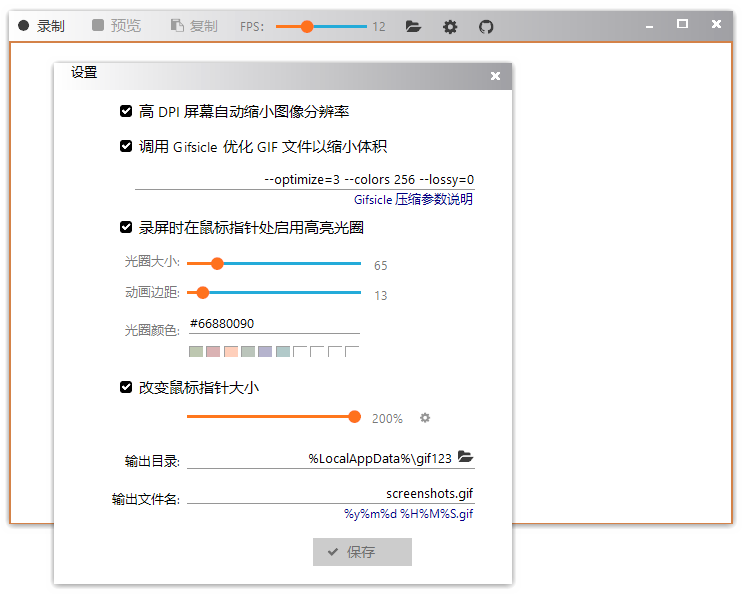 录制 预览 复制 FPS: 12
设置
高 DPI 屏幕自动缩小图像分辨率
调用 Gifsicle 优化 GIF 文件以缩小体积
--optimize=3 --colors 256 --lossy=0
Gifsicle 压缩参数说明
录屏时在鼠标指针处启用高亮光圈
光圈大小: 65
动画边距: 13
光圈颜色: #66880090
改变鼠标指针大小
200%
输出目录: %LocalAppData%\gif123
输出文件名: screenshots.gif
%y%m%d %H%M%S.gif
保存